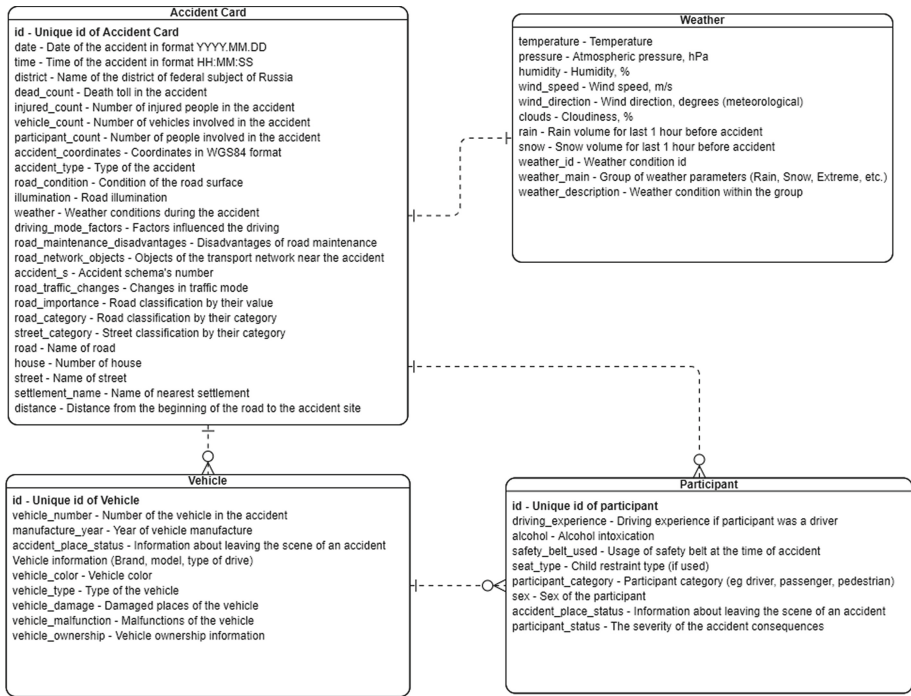 Accident Card
id - Unique id of Accident Card
date - Date of the accident in format YYYY.MM.DD
time - Time of the accident in format HH:MM:SS
district - Name of the district of federal subject of Russia
dead_count - Death toll in the accident
injured_count - Number of injured people in the accident
vehicle_count - Number of vehicles involved in the accident
participant_count - Number of people involved in the accident
accident_coordinates - Coordinates in WGS84 format
accident_type - Type of the accident
road_condition - Condition of the road surface
illumination - Road illumination
weather - Weather conditions during the accident
driving_mode_factors - Factors influenced the driving
road_maintenance_disadvantages - Disadvantages of road maintenance
road_network_objects - Objects of the transport network near the accident
accident_s - Accident schema's number
road_traffic_changes - Changes in traffic mode
road_importance - Road classification by their value
road_category - Road classification by their category
street_category - Street classification by their category
road - Name of road
house - Number of house
street - Name of street
settlement_name - Name of nearest settlement
distance - Distance from the beginning of the road to the accident site
Weather
temperature - Temperature
pressure - Atmospheric pressure, hPa
humidity - Humidity, %
wind_speed - Wind speed, m/s
wind_direction - Wind direction, degrees (meteorological)
clouds - Cloudiness, %
rain - Rain volume for last 1 hour before accident
snow - Snow volume for last 1 hour before accident
weather_id - Weather condition id
weather_main - Group of weather parameters (Rain, Snow, Extreme, etc.)
weather_description - Weather condition within the group
Vehicle
id - Unique id of Vehicle
vehicle_number - Number of the vehicle in the accident
manufacture_year - Year of vehicle manufacture
accident_place_status - Information about leaving the scene of an accident
Vehicle information (Brand, model, type of drive)
vehicle_color - Vehicle color
vehicle_type - Type of the vehicle
vehicle_damage - Damaged places of the vehicle
vehicle_malfunction - Malfunctions of the vehicle
vehicle_ownership - Vehicle ownership information
Participant
id - Unique id of participant
driving_experience - Driving experience if participant was a driver
alcohol - Alcohol intoxication
safety_belt_used - Usage of safety belt at the time of accident
seat_type - Child restraint type (if used)
participant_category - Participant category (eg driver, passenger, pedestrian)
sex - Sex of the participant
accident_place_status - Information about leaving the scene of an accident
participant_status - The severity of the accident consequences